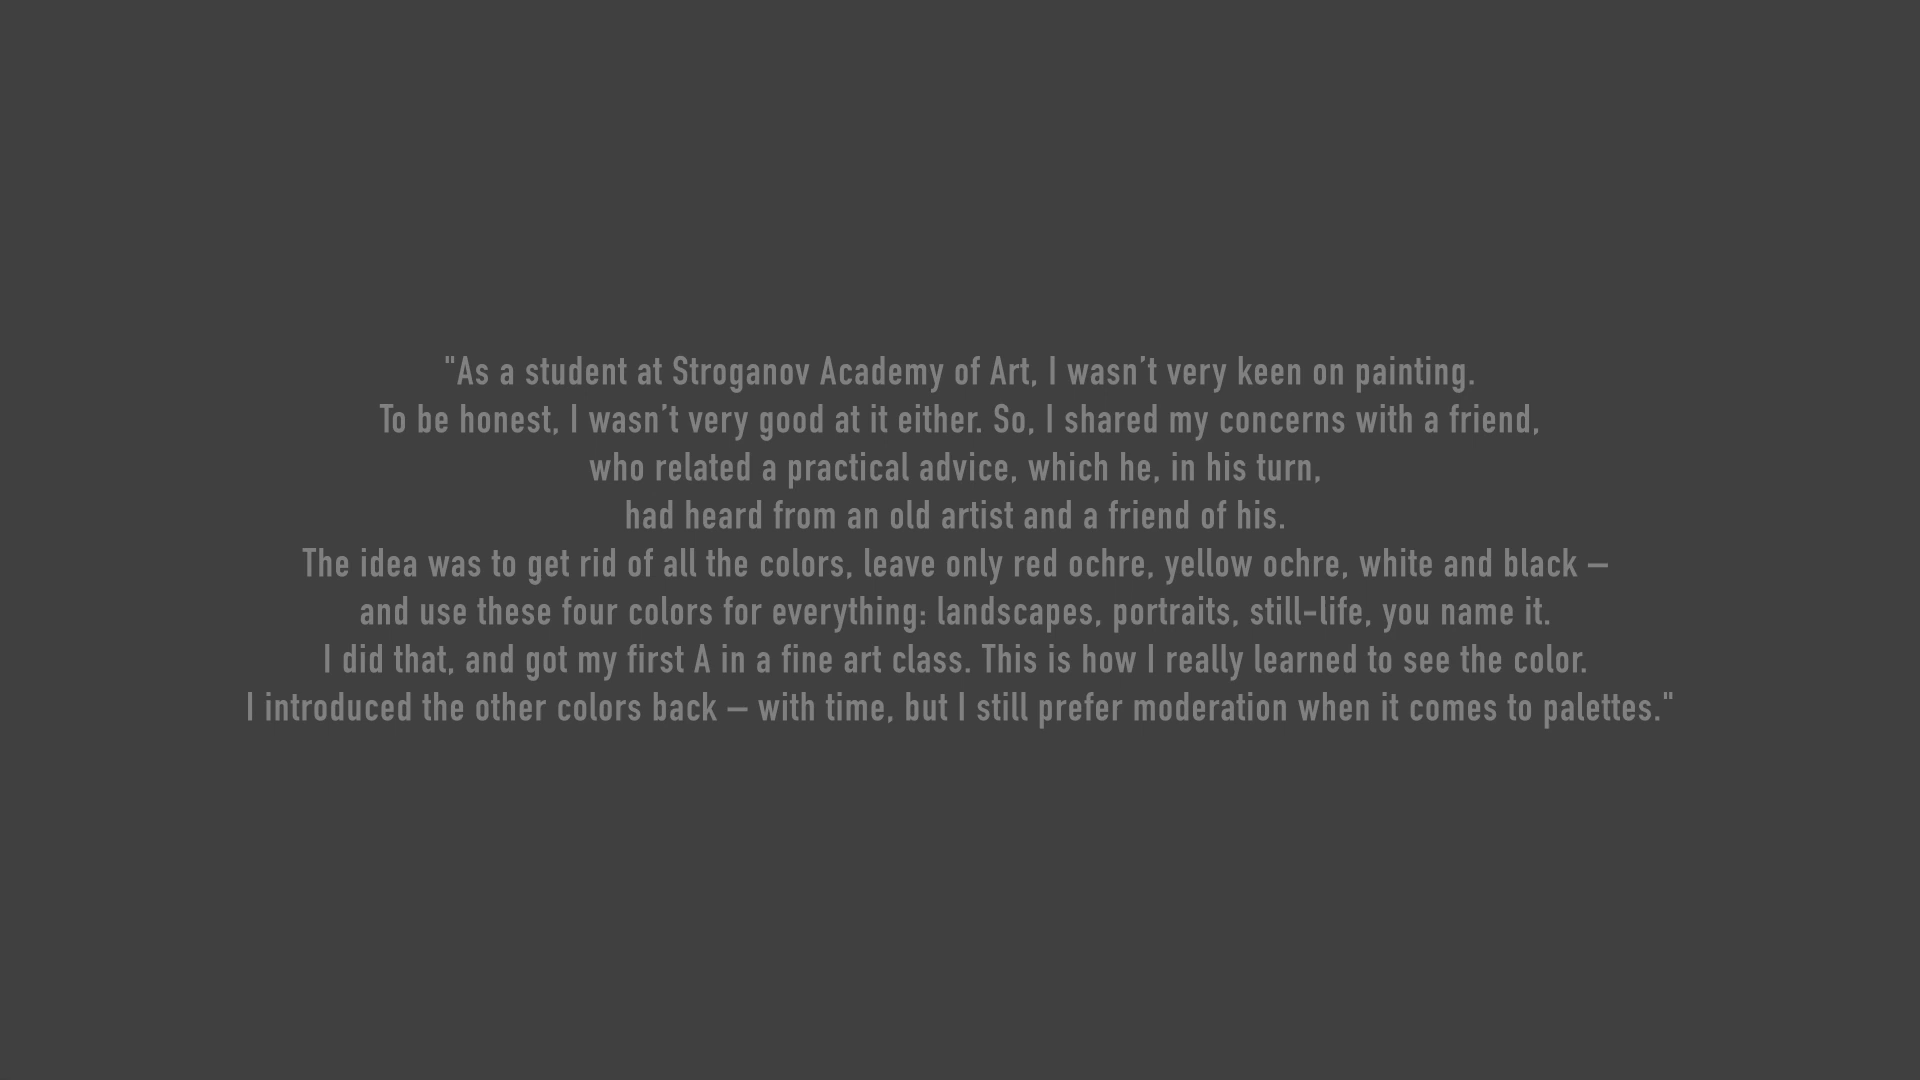 "As a student at Stroganov Academy of Art, I wasn’t very keen on painting.
To be honest, I wasn’t very good at it either. So, I shared my concerns with a friend,
who related a practical advice, which he, in his turn,
had heard from an old artist and a friend of his.
The idea was to get rid of all the colors, leave only red ochre, yellow ochre, white and black –
and use these four colors for everything: landscapes, portraits, still-life, you name it.
I did that, and got my first A in a fine art class. This is how I really learned to see the color.
I introduced the other colors back – with time, but I still prefer moderation when it comes to palettes."